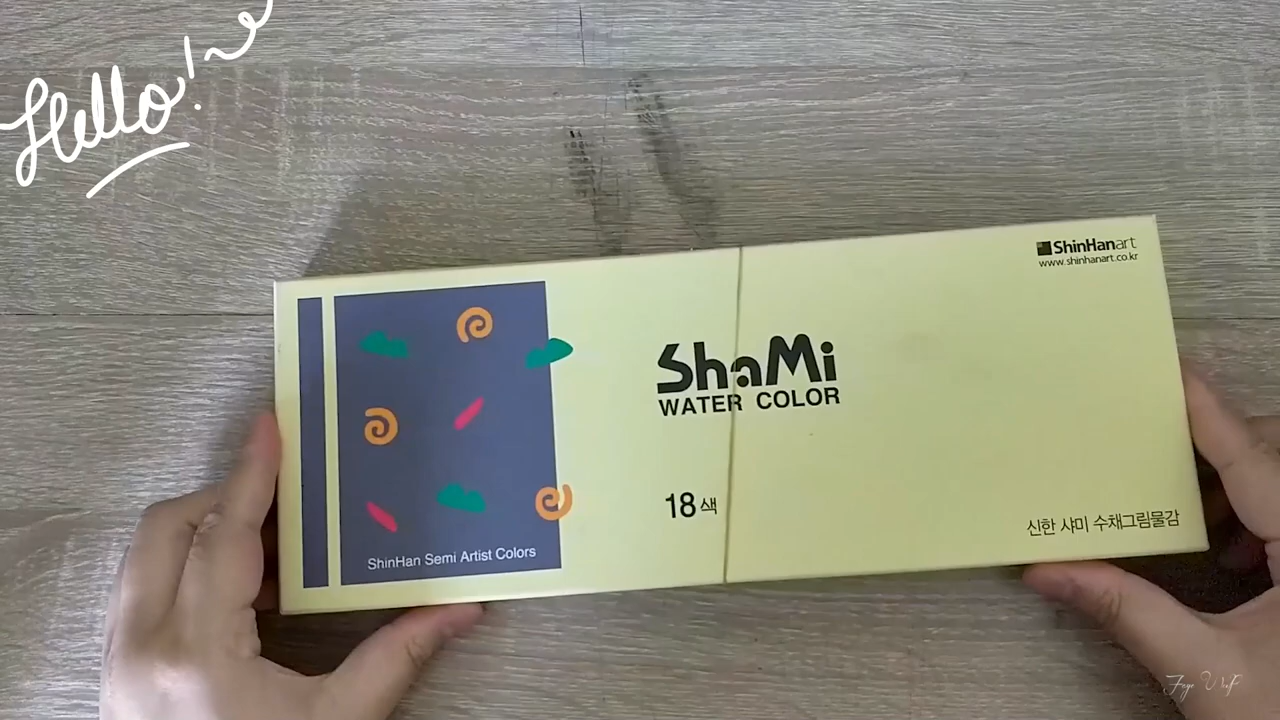 Hello!
ShinHanart
www.shinhanart.co.kr
ShaMi
WATER COLOR
18색
신한 샤미 수채그림물감
ShinHan Semi Artist Colors